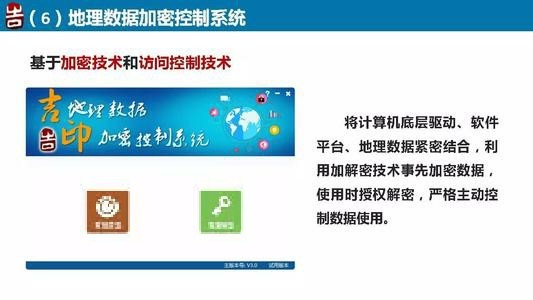 （6）地理数据加密控制系统
基于加密技术和访问控制技术
吉 地理数据
吉印 加密控制系统
主版本号: V3.0 试用版本
将计算机底层驱动、软件
平台、地理数据紧密结合，利
用加解密技术事先加密数据，
使用时授权解密，严格主动控
制数据使用。